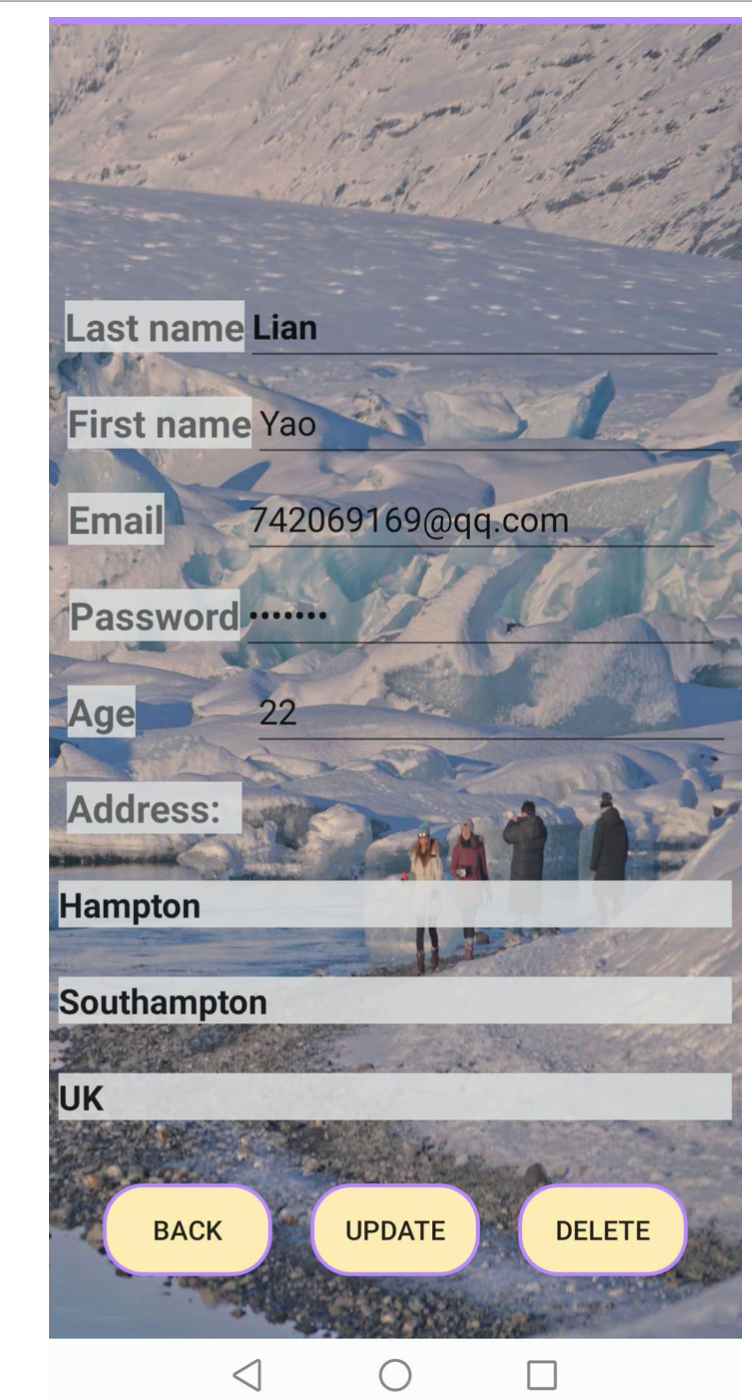 Last name Lian
First name Yao
Email 742069169@qq.com
Password •••••••
Age 22
Address:
Hampton
Southampton
UK
BACK UPDATE DELETE